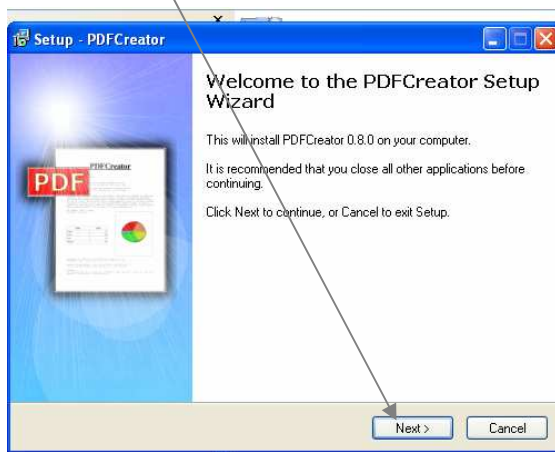 Setup - PDFCreator
Welcome to the PDFCreator Setup
Wizard
This will install PDFCreator 0.8.0 on your computer.
It is recommended that you close all other applications before
continuing.
Click Next to continue, or Cancel to exit Setup.
PDFCreator
PDF
Next >
Cancel